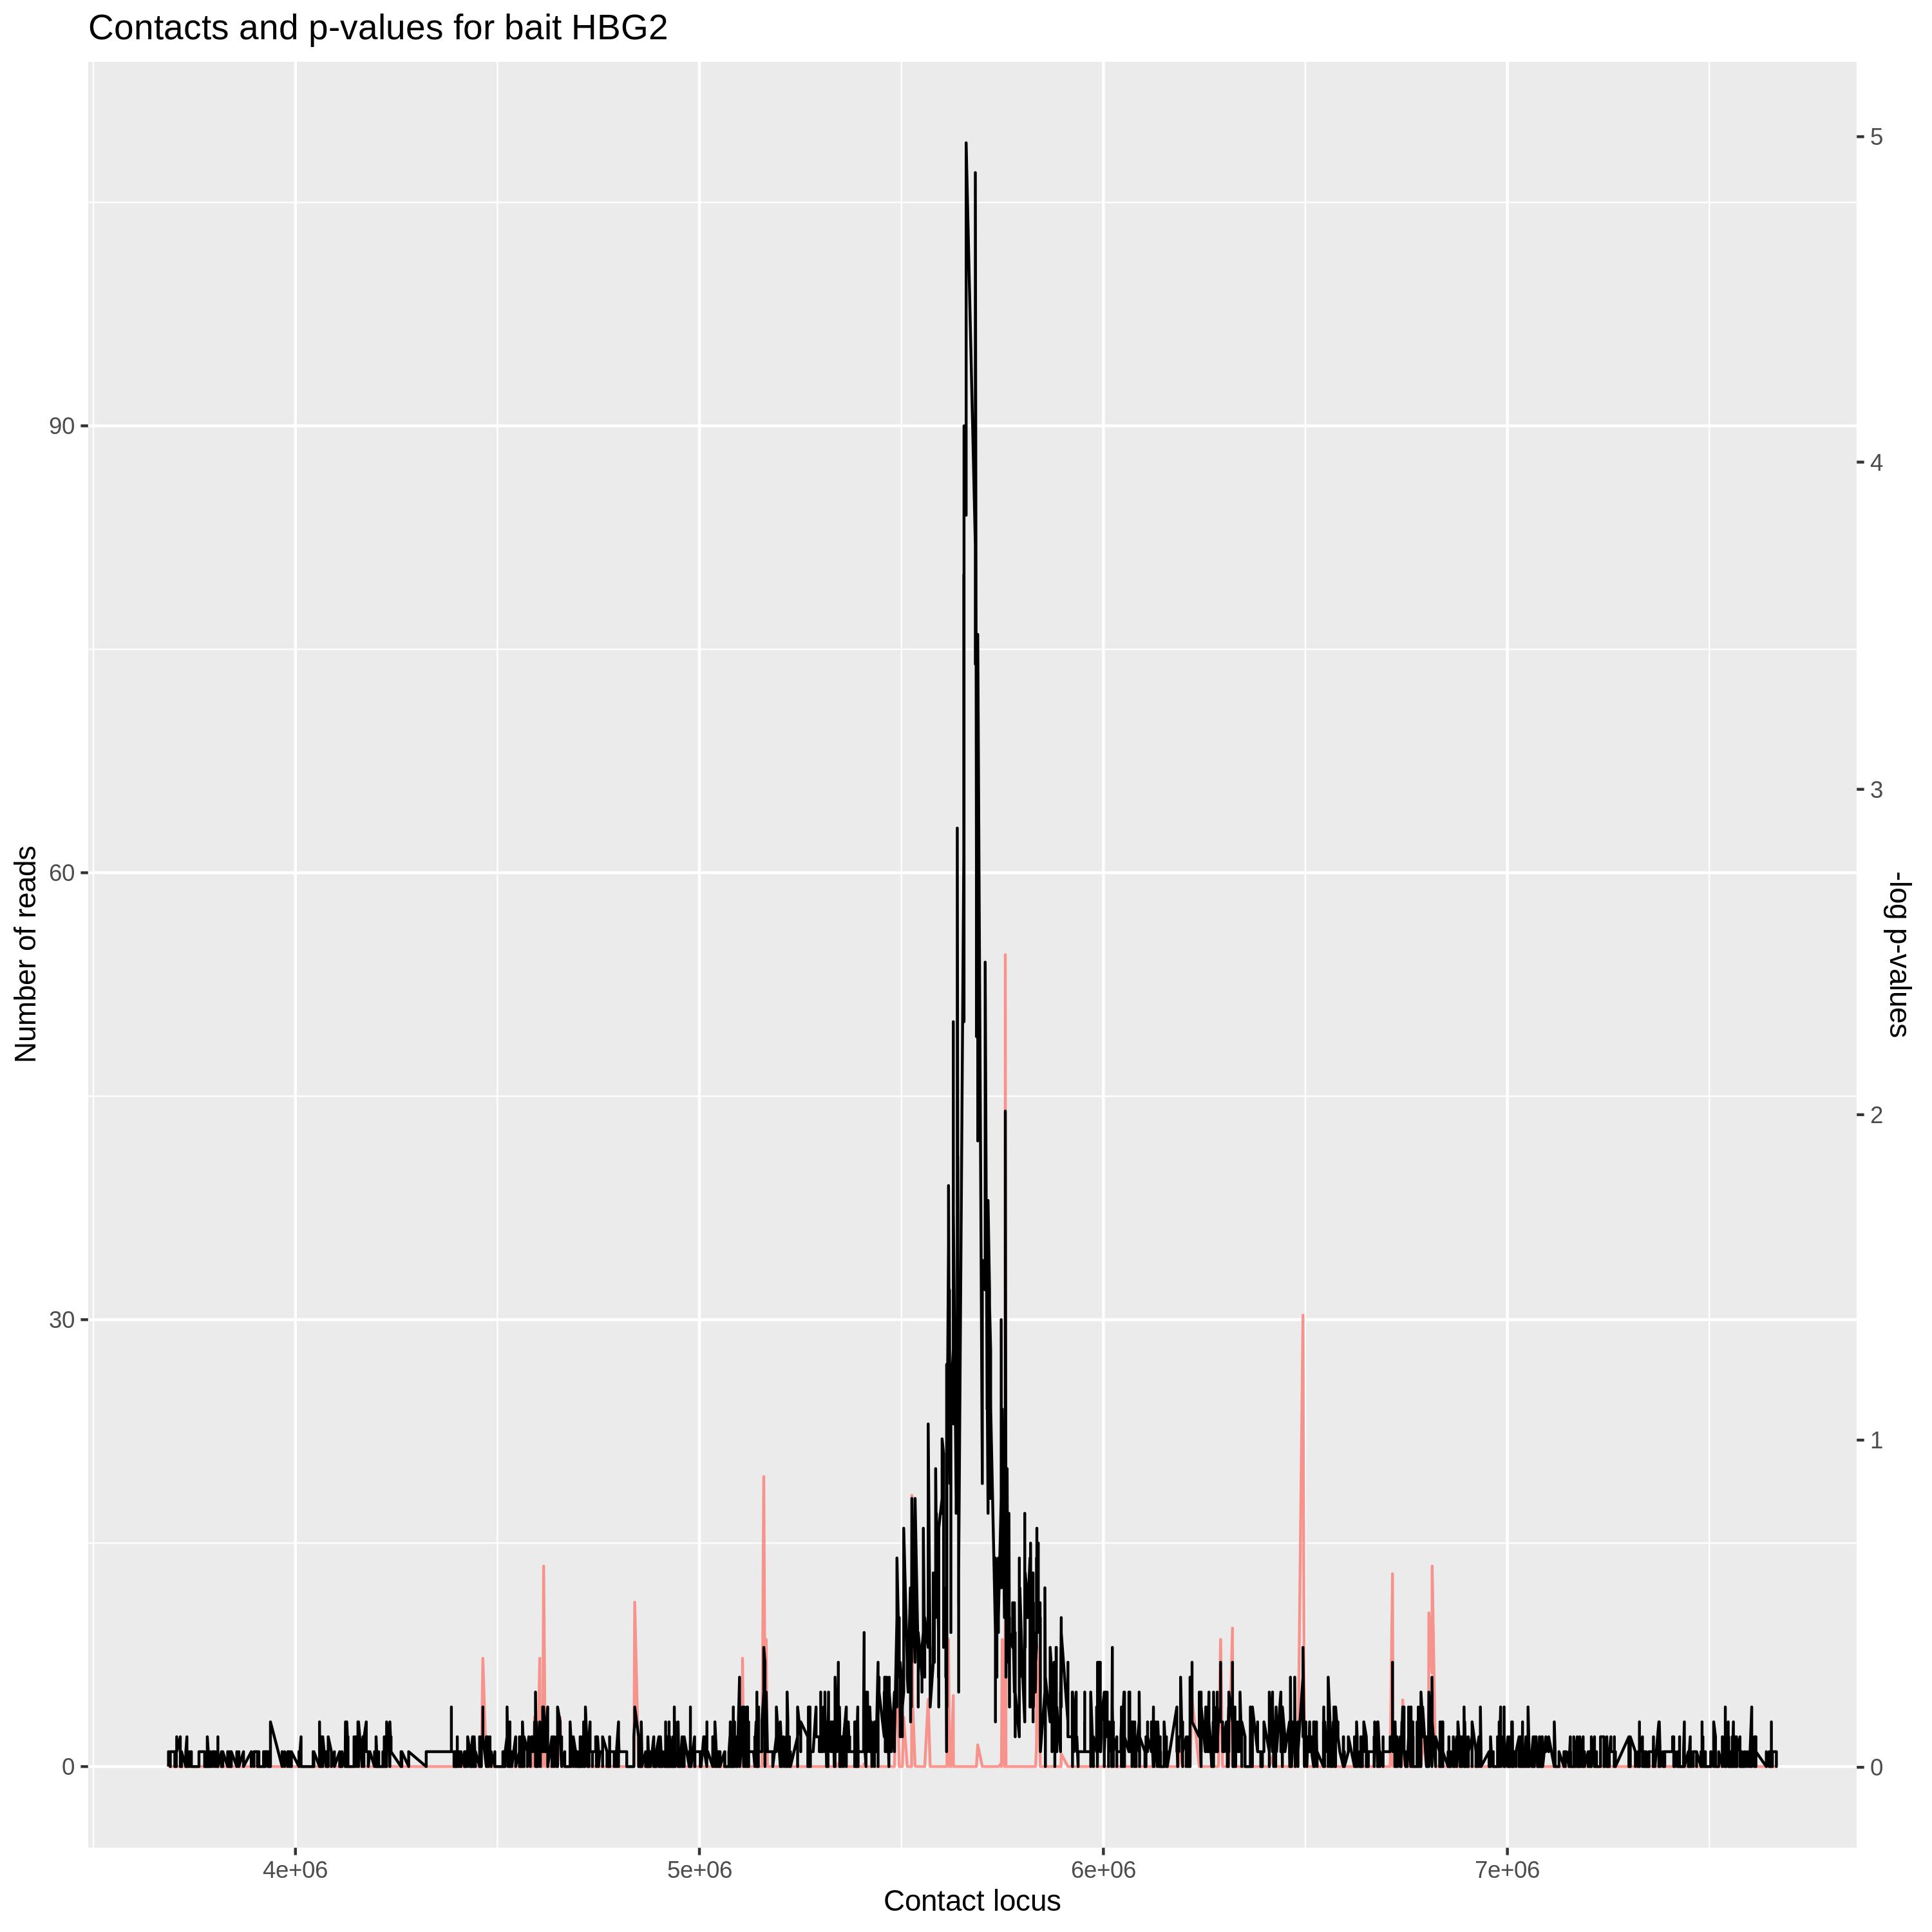 Contacts and p-values for bait HBG2
Number of reads
90
60
30
0
5
4
3
2
1
0
-log p-values
4e+06 5e+06 6e+06 7e+06
Contact locus